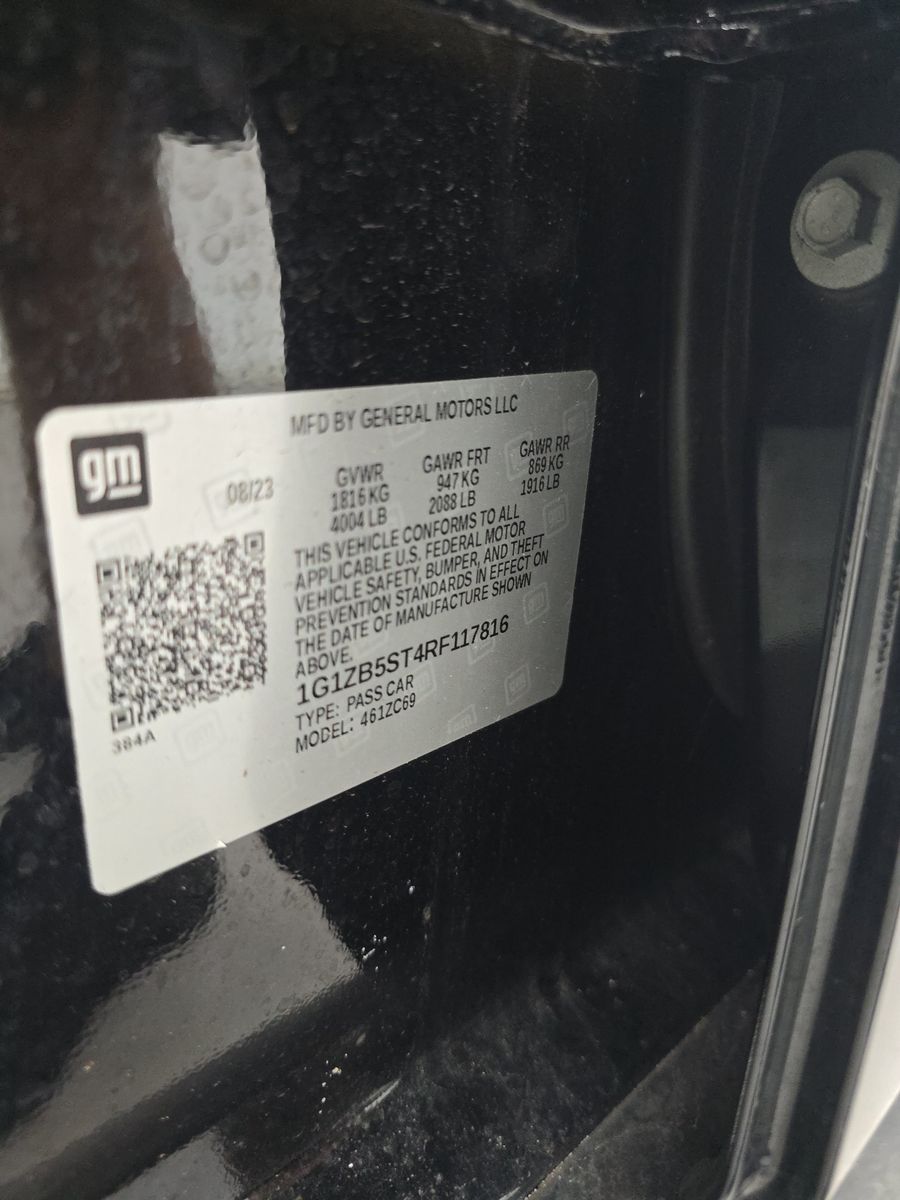 MFD BY GENERAL MOTORS LLC
gm
08/23
GVWR GAWR FRT GAWR RR
1816 KG 947 KG 869 KG
4004 LB 2088 LB 1916 LB
THIS VEHICLE CONFORMS TO ALL
APPLICABLE U.S. FEDERAL MOTOR
VEHICLE SAFETY, BUMPER, AND THEFT
PREVENTION STANDARDS IN EFFECT ON
THE DATE OF MANUFACTURE SHOWN
ABOVE.
1G1ZB5ST4RF117816
TYPE: PASS CAR
MODEL: 461ZC69
384A